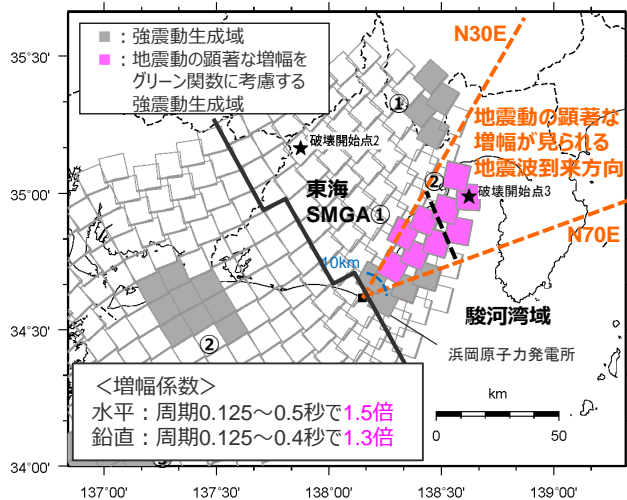 ：強震動生成域
：地震動の顕著な増幅を
グリーン関数に考慮する
強震動生成域
N30E
地震動の顕著な
増幅が見られる
地震波到来方向
N70E
①
破壊開始点2
②
破壊開始点3
東海
SMGA①
10km
駿河湾域
浜岡原子力発電所
②
＜増幅係数＞
水平：周期0.125～0.5秒で1.5倍
鉛直：周期0.125～0.4秒で1.3倍
km
0 50
35°30'
35°00'
34°30'
34°00'
137°00' 137°30' 138°00' 138°30' 139°00'